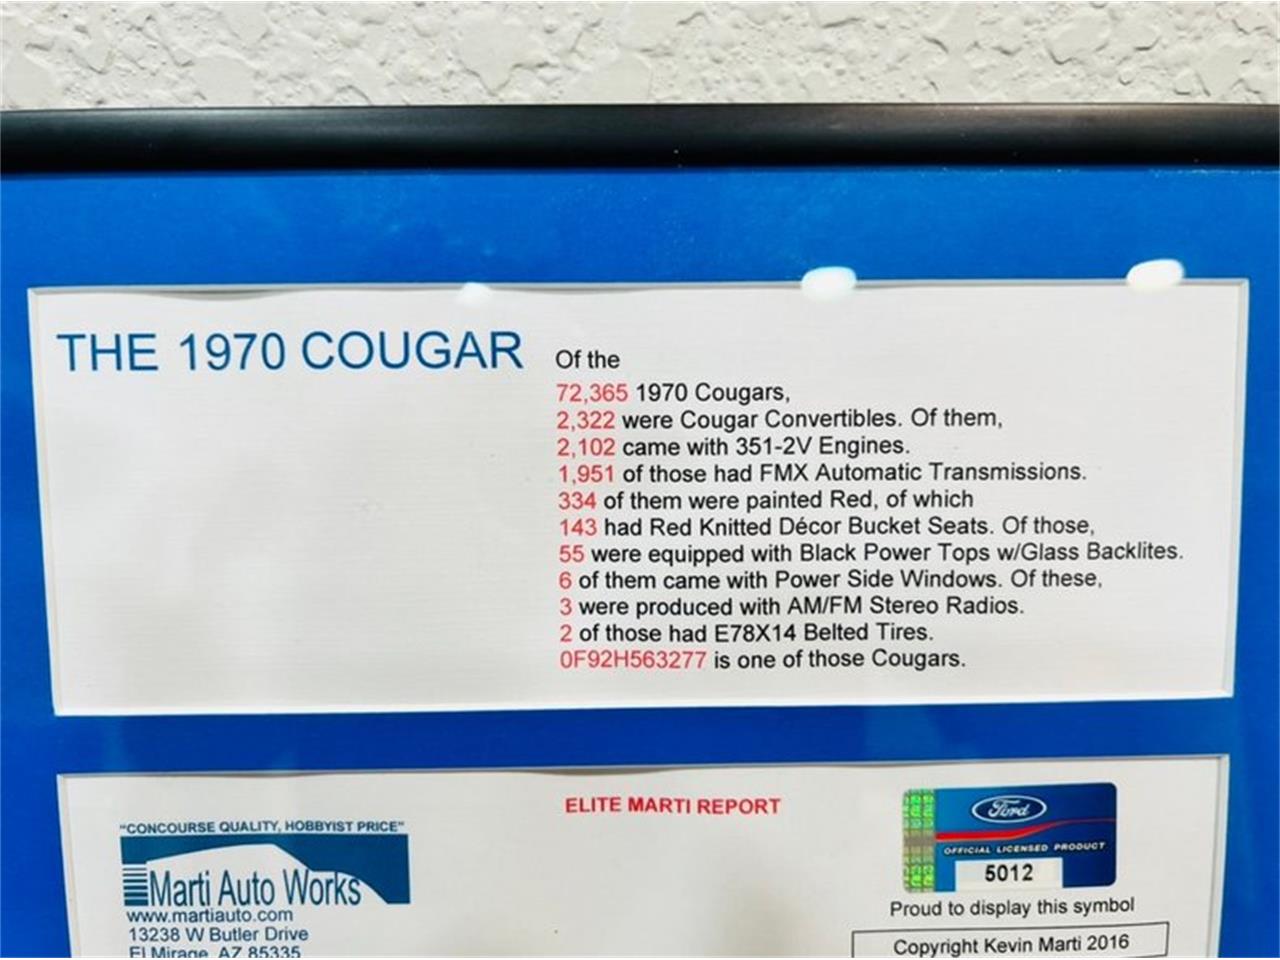 THE 1970 COUGAR
Of the
72,365 1970 Cougars,
2,322 were Cougar Convertibles. Of them,
2,102 came with 351-2V Engines.
1,951 of those had FMX Automatic Transmissions.
334 of them were painted Red, of which
143 had Red Knitted Décor Bucket Seats. Of those,
55 were equipped with Black Power Tops w/Glass Backlites.
6 of them came with Power Side Windows. Of these,
3 were produced with AM/FM Stereo Radios.
2 of those had E78X14 Belted Tires.
0F92H563277 is one of those Cougars.
ELITE MARTI REPORT
"CONCOURSE QUALITY, HOBBYIST PRICE"
Marti Auto Works
www.martiauto.com
13238 W Butler Drive
El Mirage, AZ 85335
Ford
OFFICIAL LICENSED PRODUCT
5012
Proud to display this symbol
Copyright Kevin Marti 2016